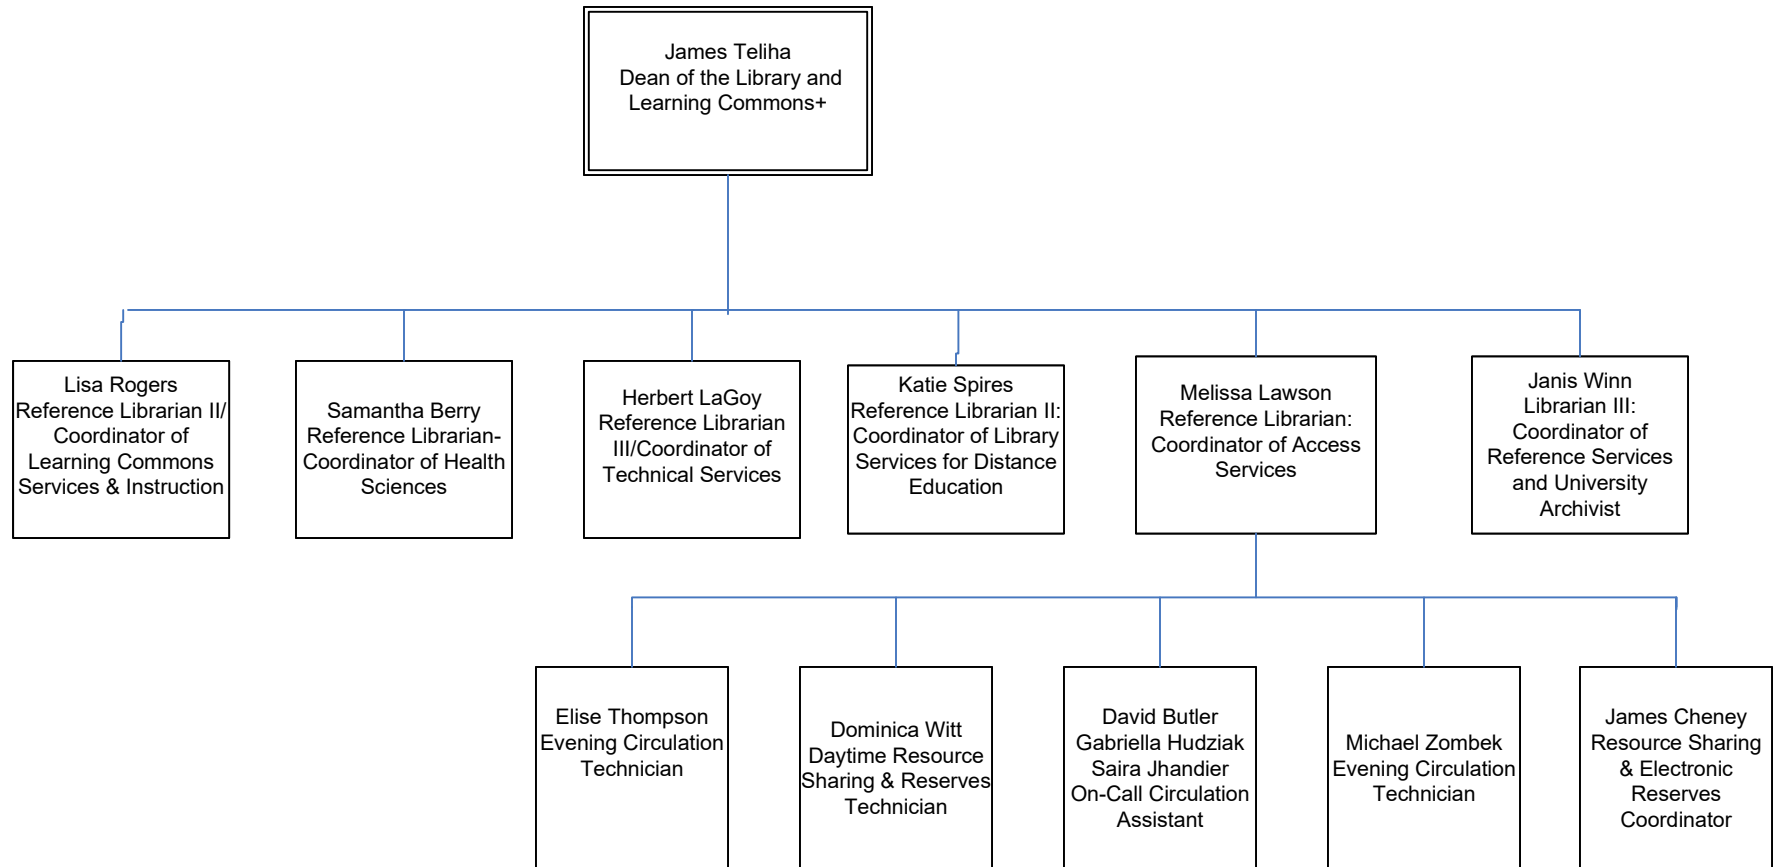 James Teliha
Dean of the Library and
Learning Commons+
Lisa Rogers
Reference Librarian II/
Coordinator of
Learning Commons
Services & Instruction
Samantha Berry
Reference Librarian-
Coordinator of Health
Sciences
Herbert LaGoy
Reference Librarian
III/Coordinator of
Technical Services
Katie Spires
Reference Librarian II:
Coordinator of Library
Services for Distance
Education
Melissa Lawson
Reference Librarian:
Coordinator of Access
Services
Janis Winn
Librarian III:
Coordinator of
Reference Services
and University
Archivist
Elise Thompson
Evening Circulation
Technician
Dominica Witt
Daytime Resource
Sharing & Reserves
Technician
David Butler
Gabriella Hudziak
Saira Jhandier
On-Call Circulation
Assistant
Michael Zombek
Evening Circulation
Technician
James Cheney
Resource Sharing
& Electronic
Reserves
Coordinator